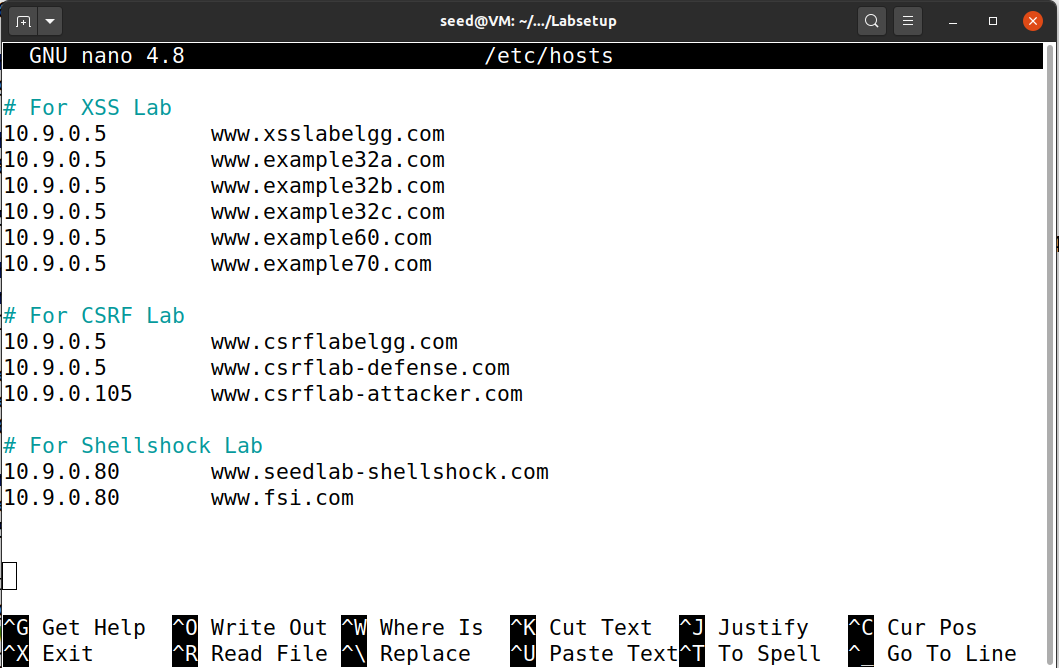 seed@VM: ~/.../Labsetup
GNU nano 4.8 /etc/hosts
# For XSS Lab
10.9.0.5 www.xsslabelgg.com
10.9.0.5 www.example32a.com
10.9.0.5 www.example32b.com
10.9.0.5 www.example32c.com
10.9.0.5 www.example60.com
10.9.0.5 www.example70.com
# For CSRF Lab
10.9.0.5 www.csrflabelgg.com
10.9.0.5 www.csrflab-defense.com
10.9.0.105 www.csrflab-attacker.com
# For Shellshock Lab
10.9.0.80 www.seedlab-shellshock.com
10.9.0.80 www.fsi.com
^G Get Help ^O Write Out ^W Where Is ^K Cut Text ^J Justify ^C Cur Pos
^X Exit ^R Read File ^\ Replace ^U Paste Text ^T To Spell ^_ Go To Line